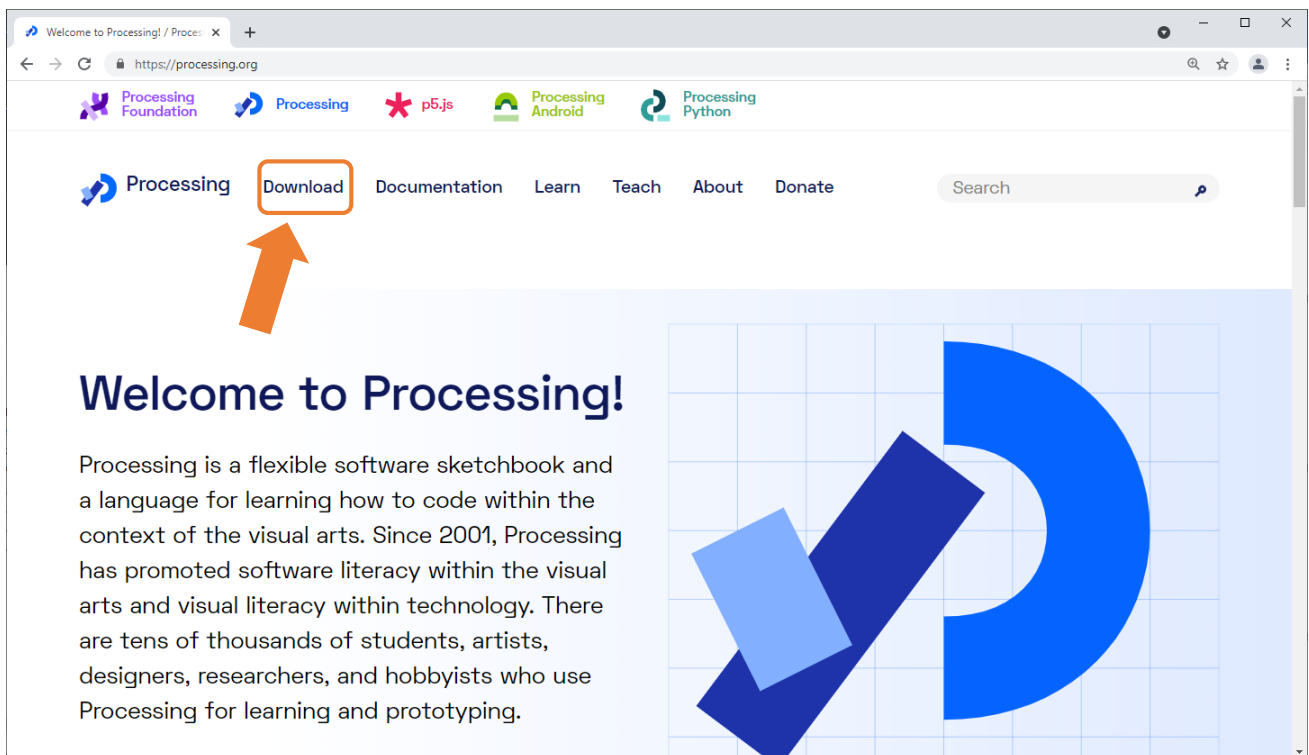 Welcome to Processing! / Proces
https://processing.org
Processing Foundation
Processing
p5.js
Processing Android
Processing Python
Processing
Download
Documentation
Learn
Teach
About
Donate
Search
Welcome to Processing!
Processing is a flexible software sketchbook and
a language for learning how to code within the
context of the visual arts. Since 2001, Processing
has promoted software literacy within the visual
arts and visual literacy within technology. There
are tens of thousands of students, artists,
designers, researchers, and hobbyists who use
Processing for learning and prototyping.